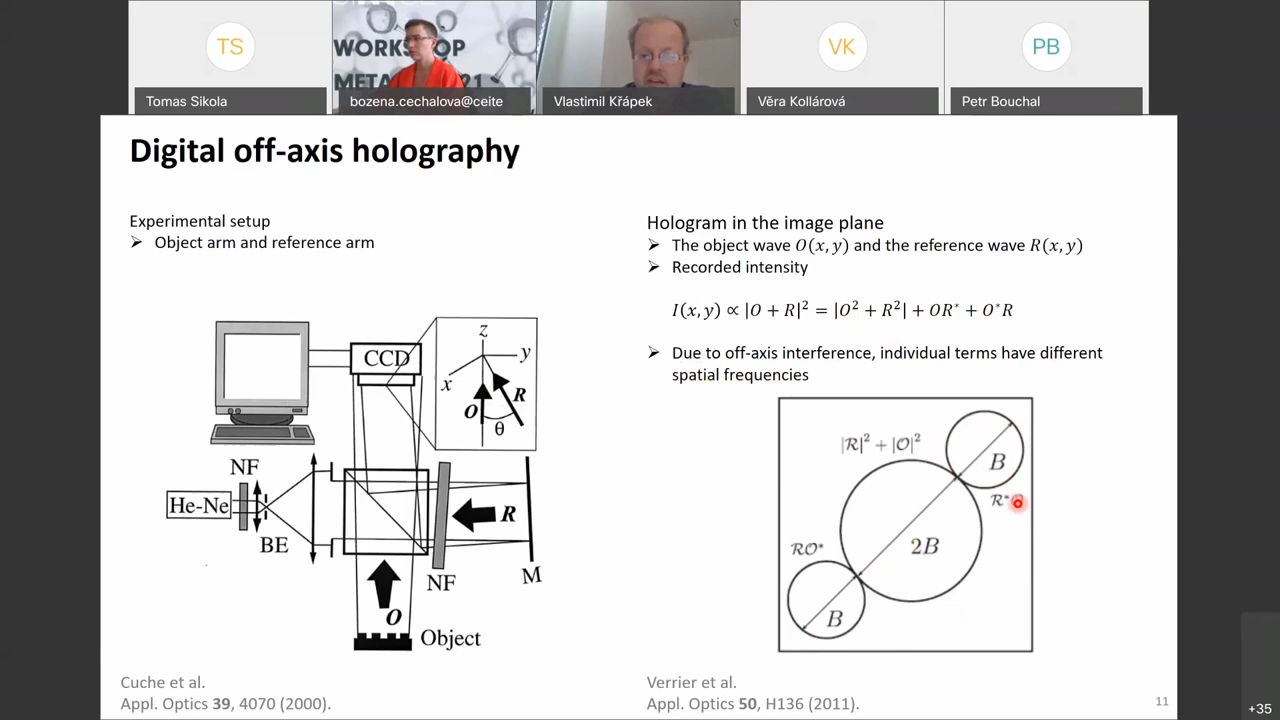 TS
WORKSHOP
META 21
VK
PB
Tomas Sikola
bozena.cechalova@ceite
Vlastimil Křápek
Věra Kollárová
Petr Bouchal
Digital off-axis holography
Experimental setup
➢ Object arm and reference arm
CCD
z
y
x
R
O
θ
NF
He-Ne
BE
R
NF
M
O
Object
Cuche et al.
Appl. Optics 39, 4070 (2000).
Hologram in the image plane
➢ The object wave O(x, y) and the reference wave R(x, y)
➢ Recorded intensity
I(x, y) ∝ |O + R|² = |O² + R²| + OR* + O*R
➢ Due to off-axis interference, individual terms have different
spatial frequencies
|ℛ|² + |𝒪|²
B
ℛ*
2B
ℛ𝒪*
B
Verrier et al.
Appl. Optics 50, H136 (2011).
11
+35